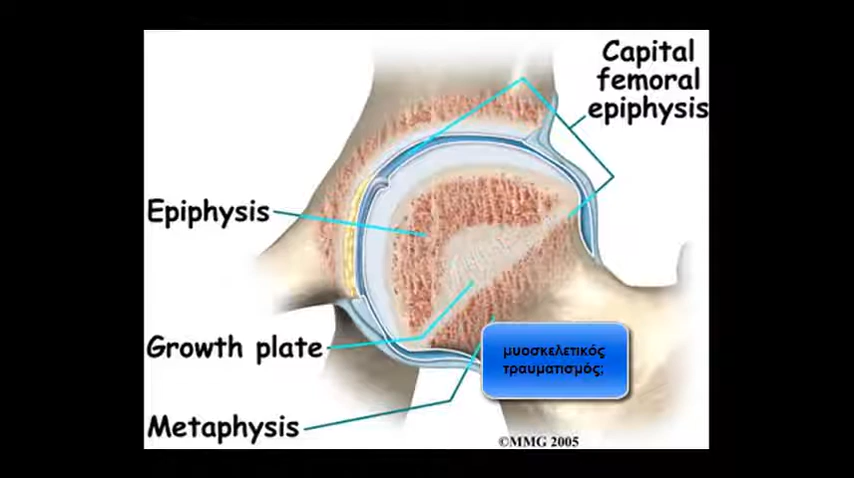 Capital
femoral
epiphysis
Epiphysis
Growth plate
Metaphysis
μυοσκελετικός
τραυματισμός;
©MMG 2005